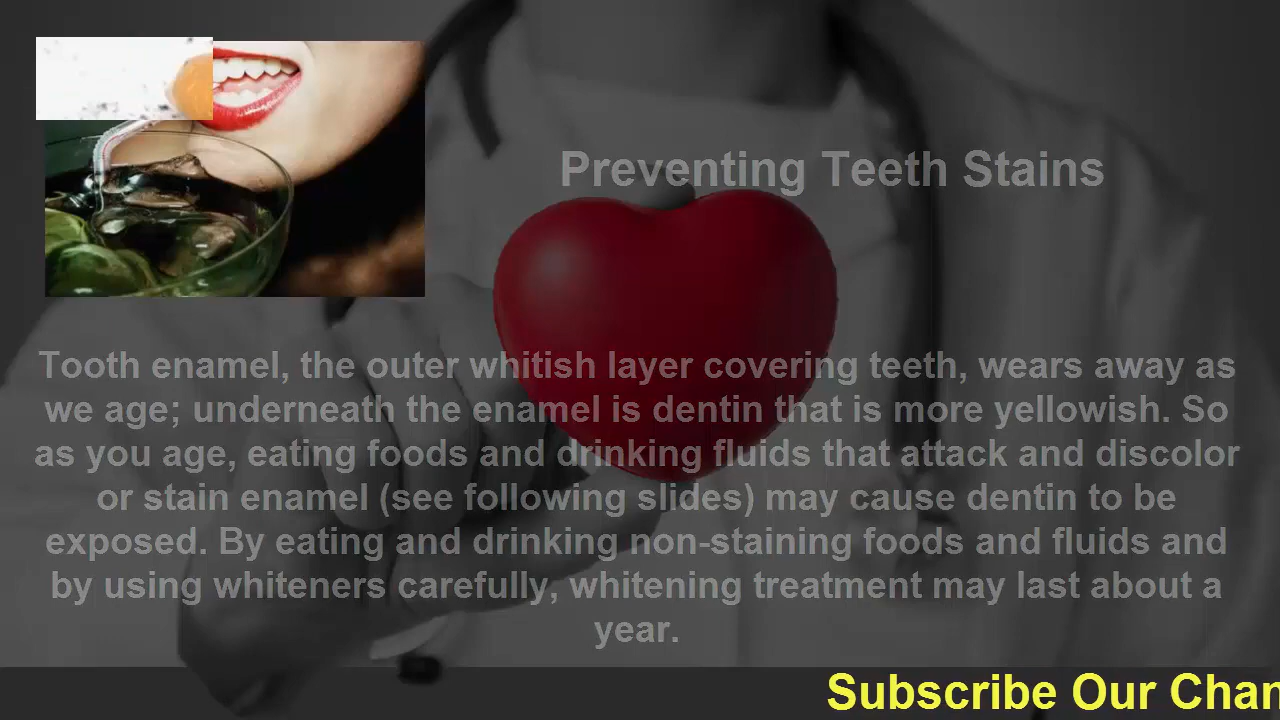 Preventing Teeth Stains
Tooth enamel, the outer whitish layer covering teeth, wears away as
we age; underneath the enamel is dentin that is more yellowish. So
as you age, eating foods and drinking fluids that attack and discolor
or stain enamel (see following slides) may cause dentin to be
exposed. By eating and drinking non-staining foods and fluids and
by using whiteners carefully, whitening treatment may last about a
year.
Subscribe Our Chan